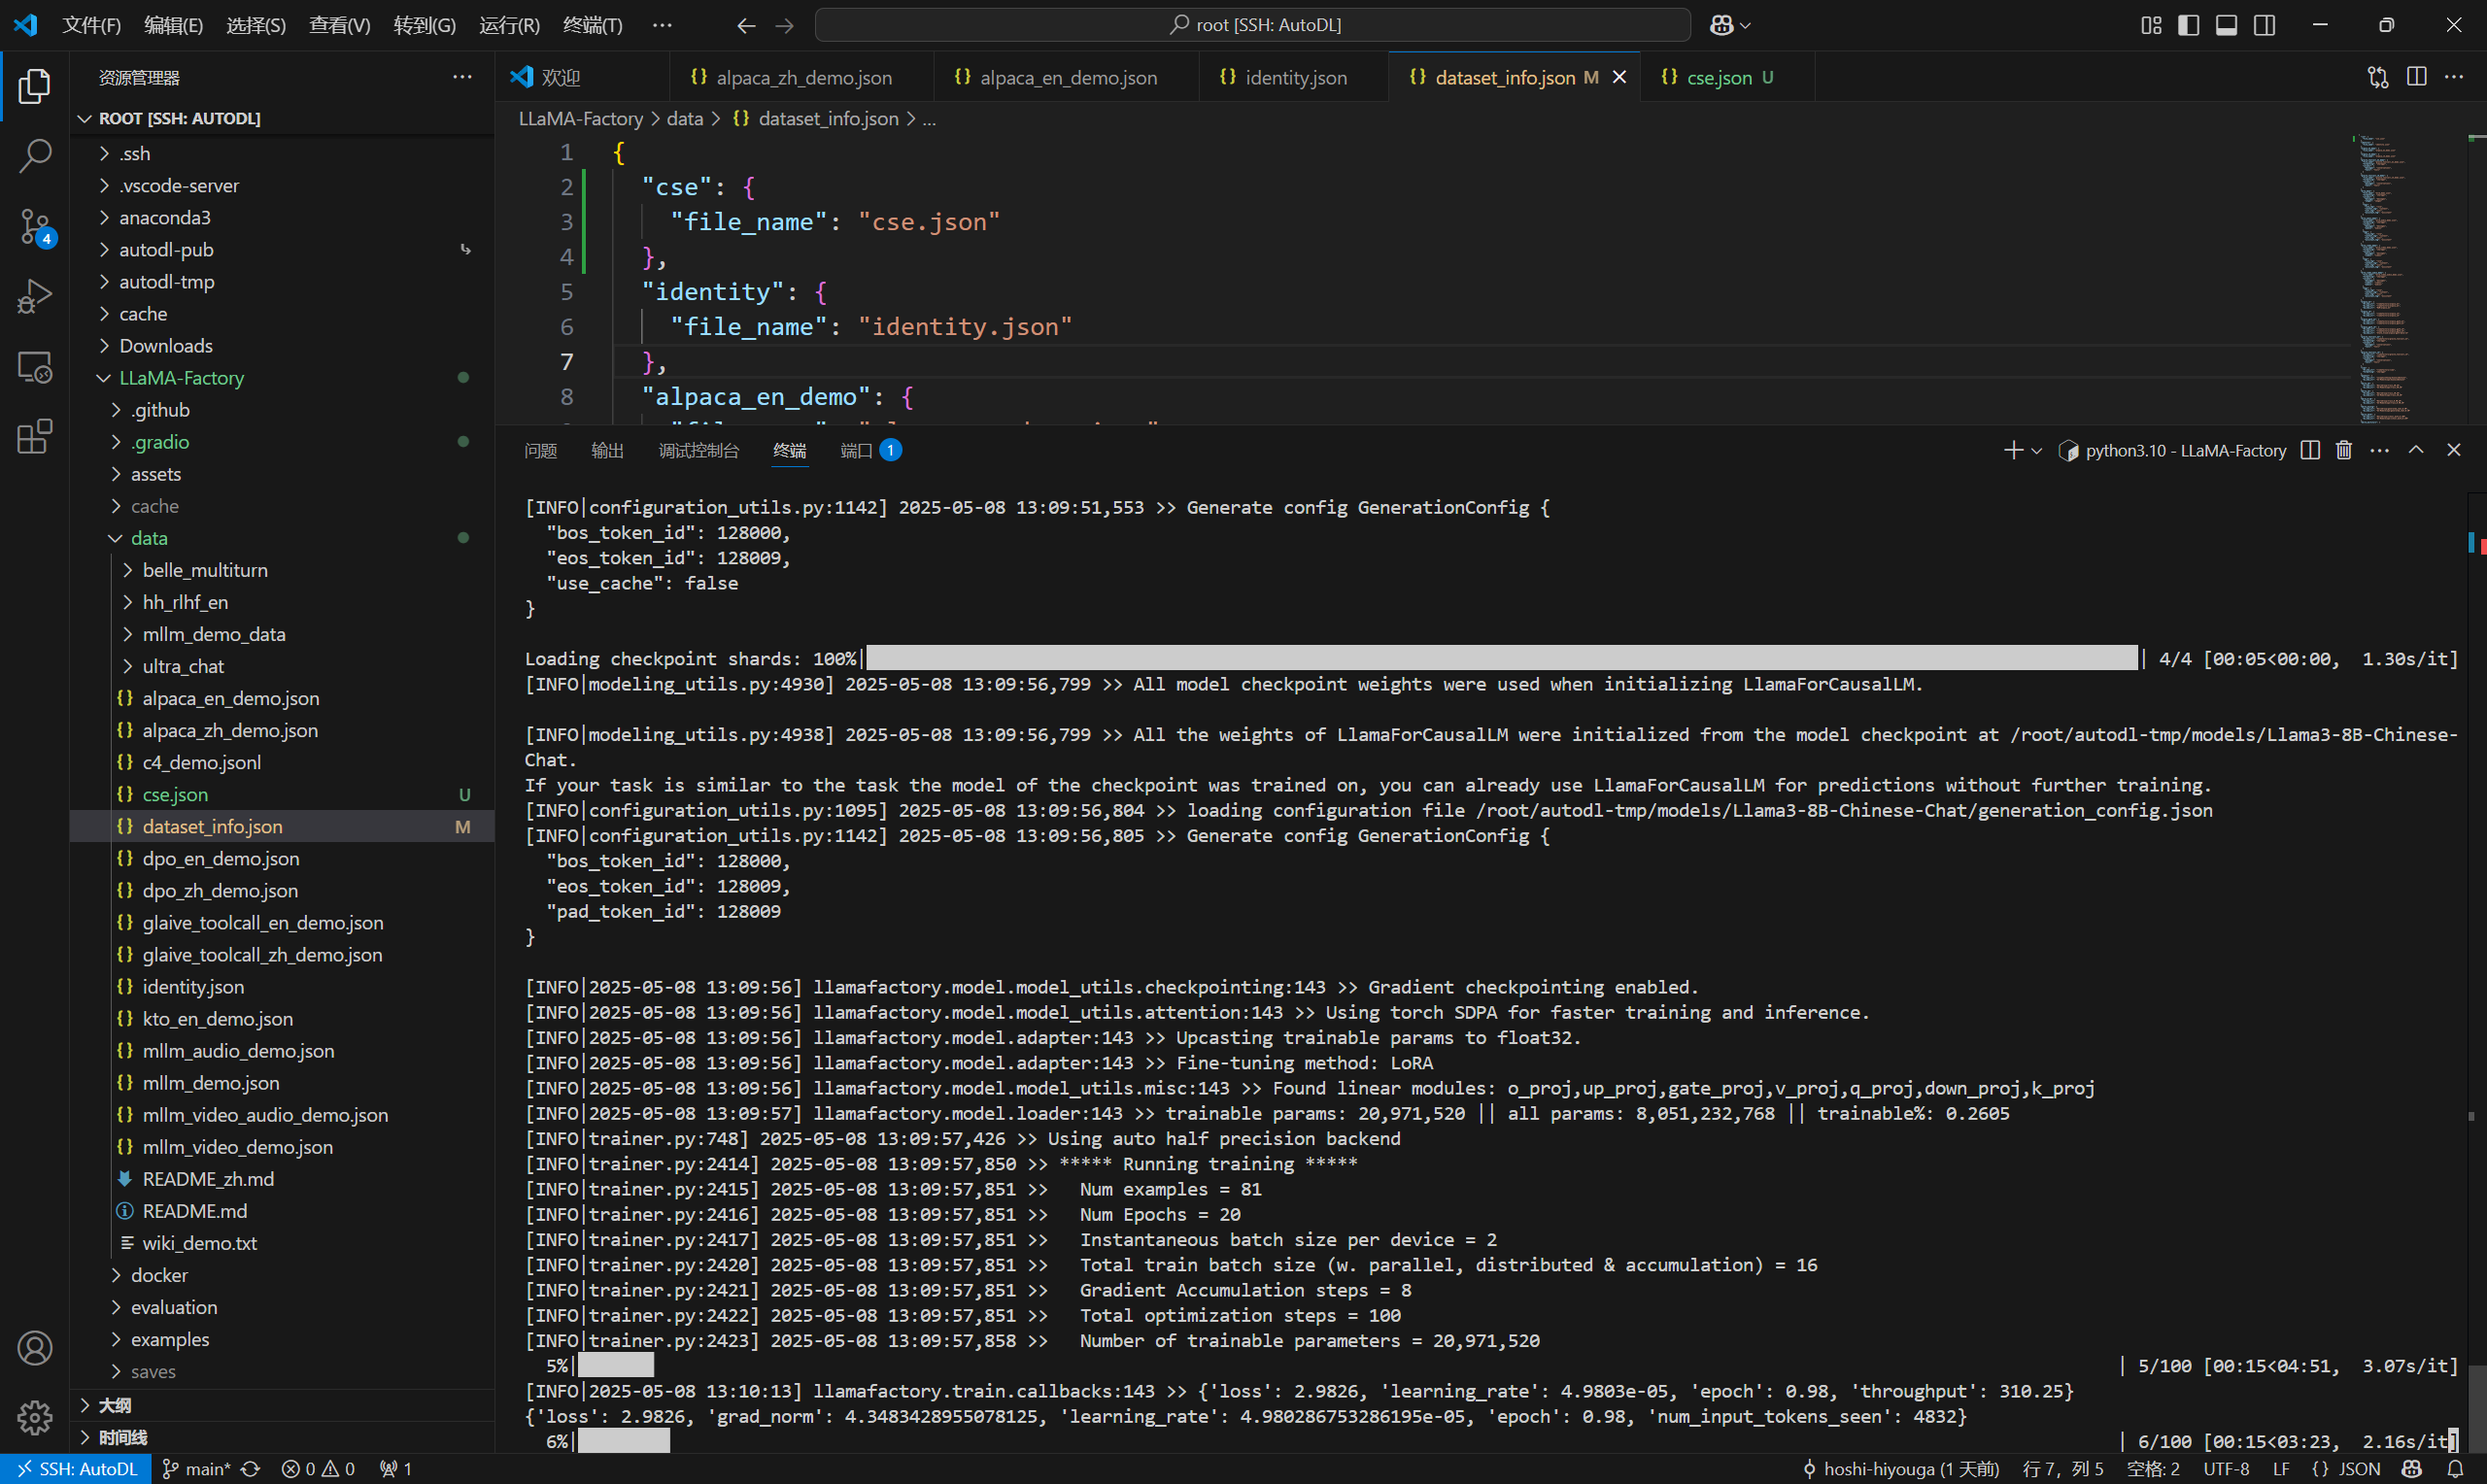 文件(F) 编辑(E) 选择(S) 查看(V) 转到(G) 运行(R) 终端(T) ··· root [SSH: AutoDL]
资源管理器
ROOT [SSH: AUTODL]
.ssh
.vscode-server
anaconda3
autodl-pub
autodl-tmp
cache
Downloads
LLaMA-Factory
.github
.gradio
assets
cache
data
belle_multiturn
hh_rlhf_en
mllm_demo_data
ultra_chat
{} alpaca_en_demo.json
{} alpaca_zh_demo.json
{} c4_demo.jsonl
{} cse.json U
{} dataset_info.json M
{} dpo_en_demo.json
{} dpo_zh_demo.json
{} glaive_toolcall_en_demo.json
{} glaive_toolcall_zh_demo.json
{} identity.json
{} kto_en_demo.json
{} mllm_audio_demo.json
{} mllm_demo.json
{} mllm_video_audio_demo.json
{} mllm_video_demo.json
README_zh.md
README.md
wiki_demo.txt
docker
evaluation
examples
saves
大纲
时间线
4
欢迎 {} alpaca_zh_demo.json {} alpaca_en_demo.json {} identity.json {} dataset_info.json M {} cse.json U
LLaMA-Factory > data > {} dataset_info.json > ...
1 {
2 "cse": {
3 "file_name": "cse.json"
4 },
5 "identity": {
6 "file_name": "identity.json"
7 },
8 "alpaca_en_demo": {
问题 输出 调试控制台 终端 端口 1 python3.10 - LLaMA-Factory
[INFO|configuration_utils.py:1142] 2025-05-08 13:09:51,553 >> Generate config GenerationConfig {
"bos_token_id": 128000,
"eos_token_id": 128009,
"use_cache": false
}
Loading checkpoint shards: 100%| | 4/4 [00:05<00:00, 1.30s/it]
[INFO|modeling_utils.py:4930] 2025-05-08 13:09:56,799 >> All model checkpoint weights were used when initializing LlamaForCausalLM.
[INFO|modeling_utils.py:4938] 2025-05-08 13:09:56,799 >> All the weights of LlamaForCausalLM were initialized from the model checkpoint at /root/autodl-tmp/models/Llama3-8B-Chinese-
Chat.
If your task is similar to the task the model of the checkpoint was trained on, you can already use LlamaForCausalLM for predictions without further training.
[INFO|configuration_utils.py:1095] 2025-05-08 13:09:56,804 >> loading configuration file /root/autodl-tmp/models/Llama3-8B-Chinese-Chat/generation_config.json
[INFO|configuration_utils.py:1142] 2025-05-08 13:09:56,805 >> Generate config GenerationConfig {
"bos_token_id": 128000,
"eos_token_id": 128009,
"pad_token_id": 128009
}
[INFO|2025-05-08 13:09:56] llamafactory.model.model_utils.checkpointing:143 >> Gradient checkpointing enabled.
[INFO|2025-05-08 13:09:56] llamafactory.model.model_utils.attention:143 >> Using torch SDPA for faster training and inference.
[INFO|2025-05-08 13:09:56] llamafactory.model.adapter:143 >> Upcasting trainable params to float32.
[INFO|2025-05-08 13:09:56] llamafactory.model.adapter:143 >> Fine-tuning method: LoRA
[INFO|2025-05-08 13:09:56] llamafactory.model.model_utils.misc:143 >> Found linear modules: o_proj,up_proj,gate_proj,v_proj,q_proj,down_proj,k_proj
[INFO|2025-05-08 13:09:57] llamafactory.model.loader:143 >> trainable params: 20,971,520 || all params: 8,051,232,768 || trainable%: 0.2605
[INFO|trainer.py:748] 2025-05-08 13:09:57,426 >> Using auto half precision backend
[INFO|trainer.py:2414] 2025-05-08 13:09:57,850 >> ***** Running training *****
[INFO|trainer.py:2415] 2025-05-08 13:09:57,851 >> Num examples = 81
[INFO|trainer.py:2416] 2025-05-08 13:09:57,851 >> Num Epochs = 20
[INFO|trainer.py:2417] 2025-05-08 13:09:57,851 >> Instantaneous batch size per device = 2
[INFO|trainer.py:2420] 2025-05-08 13:09:57,851 >> Total train batch size (w. parallel, distributed & accumulation) = 16
[INFO|trainer.py:2421] 2025-05-08 13:09:57,851 >> Gradient Accumulation steps = 8
[INFO|trainer.py:2422] 2025-05-08 13:09:57,851 >> Total optimization steps = 100
[INFO|trainer.py:2423] 2025-05-08 13:09:57,858 >> Number of trainable parameters = 20,971,520
5%| | 5/100 [00:15<04:51, 3.07s/it]
[INFO|2025-05-08 13:10:13] llamafactory.train.callbacks:143 >> {'loss': 2.9826, 'learning_rate': 4.9803e-05, 'epoch': 0.98, 'throughput': 310.25}
{'loss': 2.9826, 'grad_norm': 4.3483428955078125, 'learning_rate': 4.980286753286195e-05, 'epoch': 0.98, 'num_input_tokens_seen': 4832}
6%| | 6/100 [00:15<03:23, 2.16s/it]
SSH: AutoDL main* 0 0 1 hoshi-hiyouga (1 天前) 行 7, 列 5 空格: 2 UTF-8 LF {} JSON